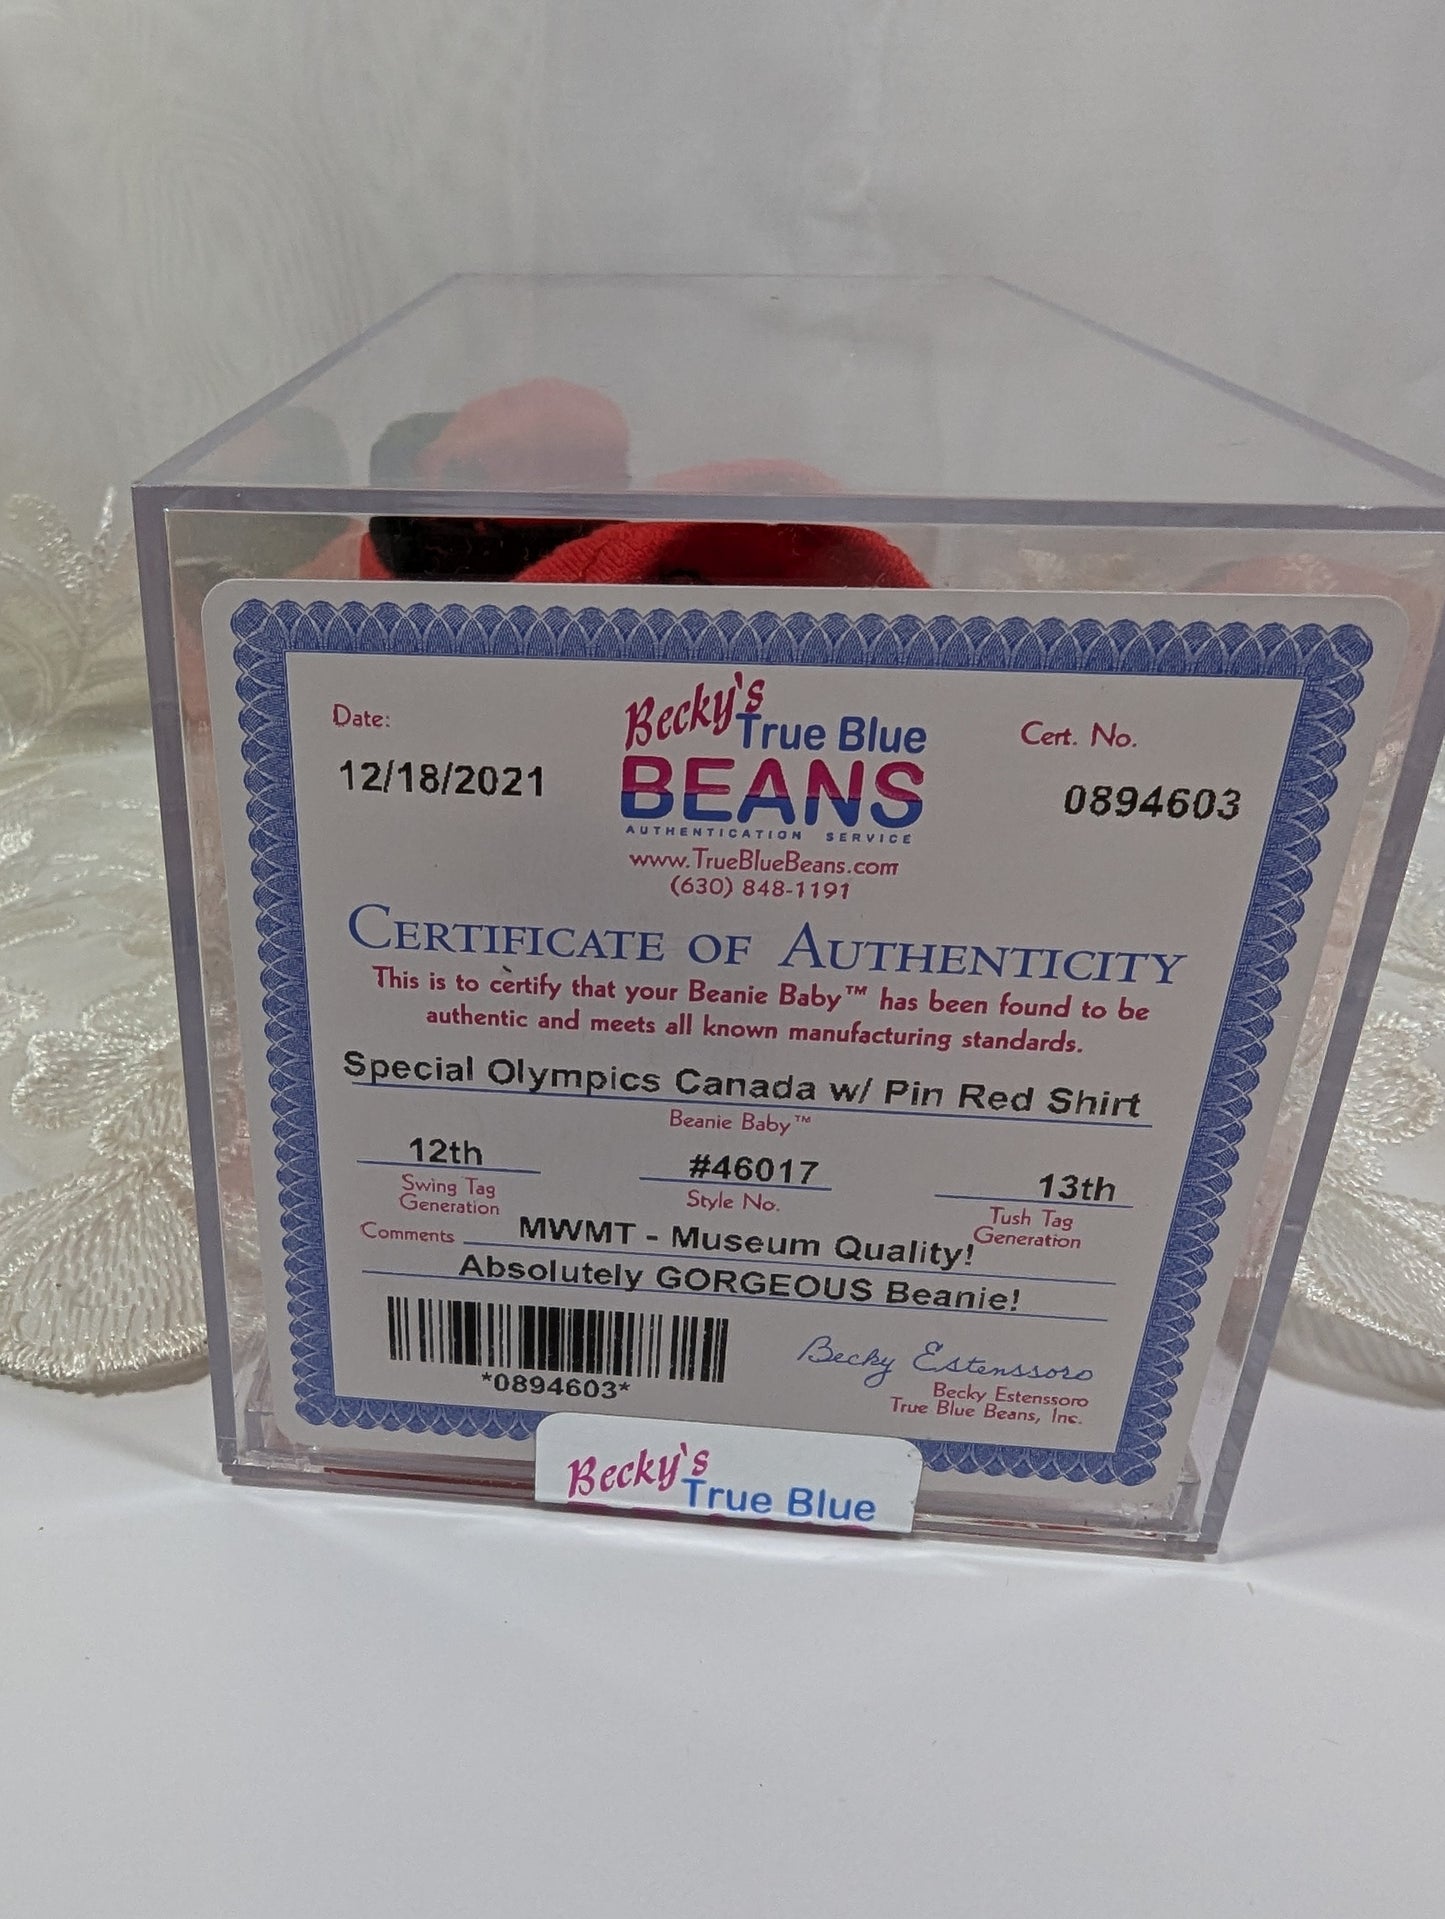 Becky's
True Blue
BEANS
AUTHENTICATION SERVICE
www.TrueBlueBeans.com
(630) 848-1191
Date:
12/18/2021
Cert. No.
0894603
CERTIFICATE OF AUTHENTICITY
This is to certify that your Beanie Baby™ has been found to be
authentic and meets all known manufacturing standards.
Special Olympics Canada w/ Pin Red Shirt
Beanie Baby™
12th
Swing Tag
Generation
#46017
Style No.
13th
Tush Tag
Generation
Comments MWMT - Museum Quality!
Absolutely GORGEOUS Beanie!
*0894603*
Becky Estenssoro
Becky Estenssoro
True Blue Beans, Inc.
Becky's
True Blue